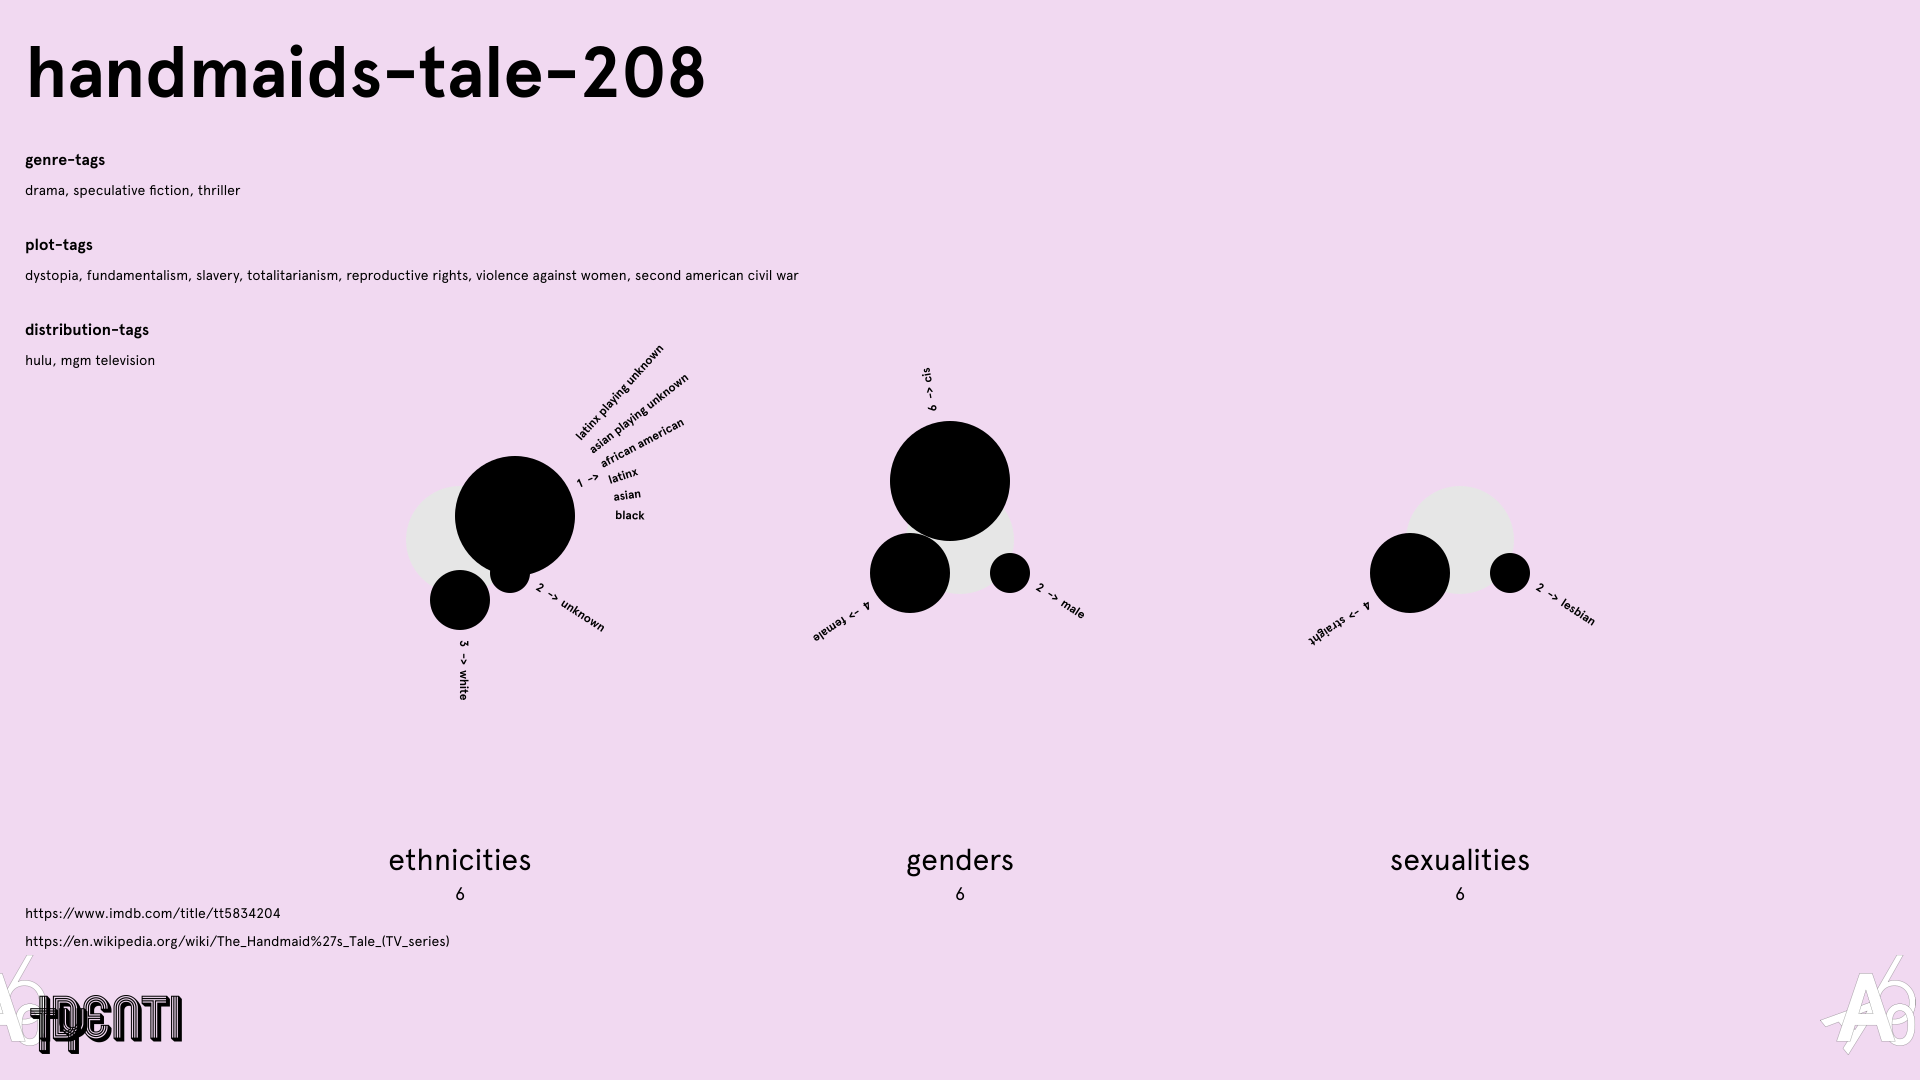 handmaids-tale-208
genre-tags
drama, speculative fiction, thriller
plot-tags
dystopia, fundamentalism, slavery, totalitarianism, reproductive rights, violence against women, second american civil war
distribution-tags
hulu, mgm television
latinx playing unknown
asian playing unknown
african american
1 -> latinx
asian
black
2 -> unknown
3 -> white
6 -> cis
4 -> female
2 -> male
4 -> straight
2 -> lesbian
ethnicities
6
genders
6
sexualities
6
https://www.imdb.com/title/tt5834204
https://en.wikipedia.org/wiki/The_Handmaid%27s_Tale_(TV_series)
IDENTI